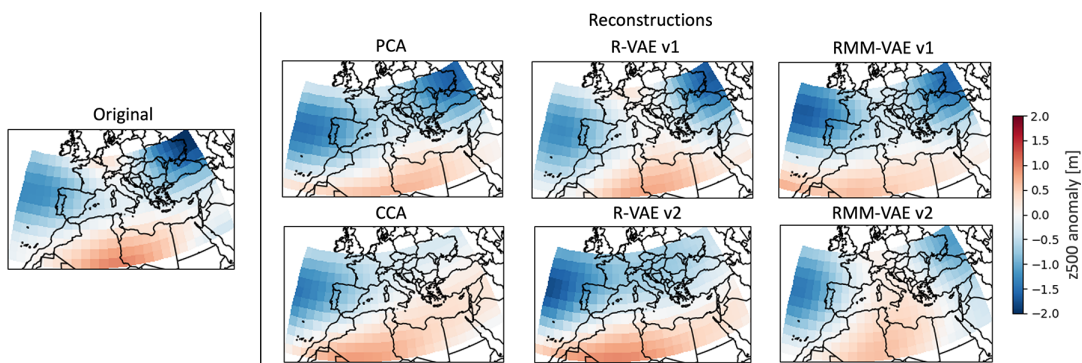 Reconstructions
PCA
R-VAE v1
RMM-VAE v1
Original
CCA
R-VAE v2
RMM-VAE v2
2.0
1.5
1.0
0.5
0.0
−0.5
−1.0
−1.5
−2.0
z500 anomaly [m]